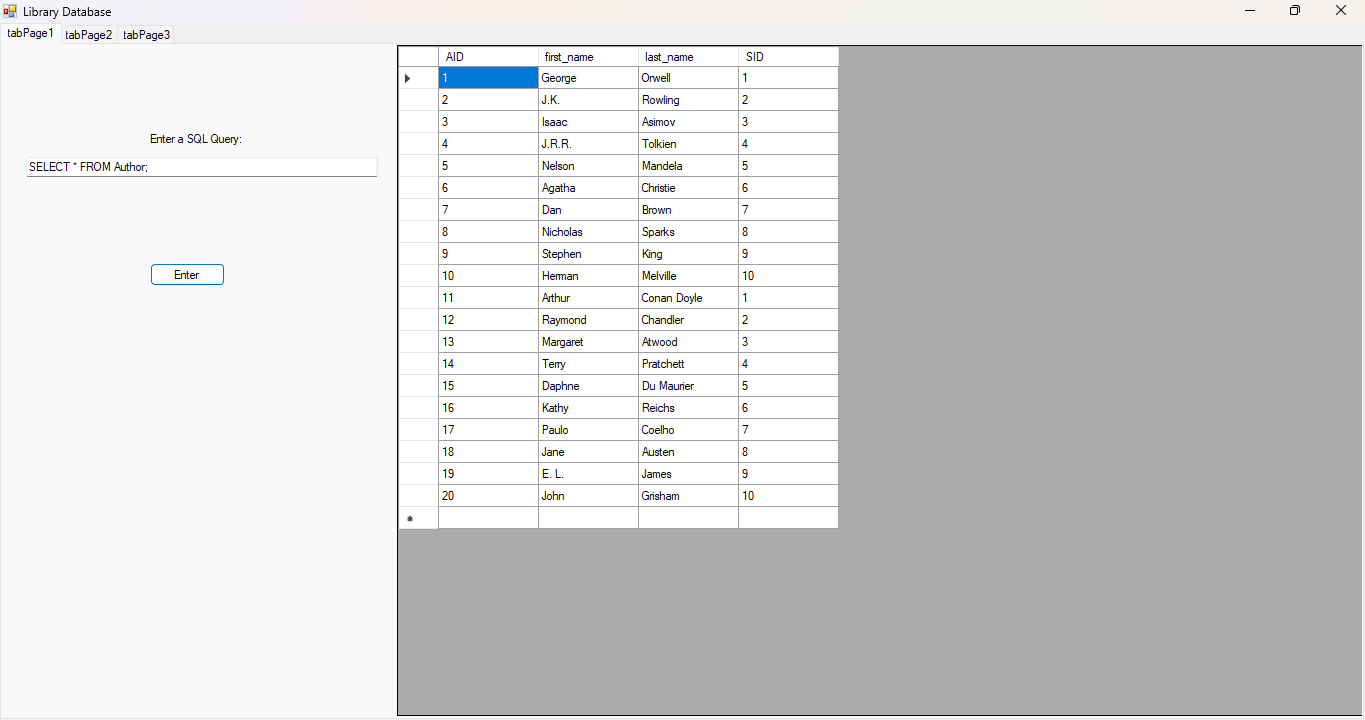 Library Database
tabPage1 tabPage2 tabPage3
Enter a SQL Query:
SELECT * FROM Author;
Enter
AID first_name last_name SID
1 George Orwell 1
2 J.K. Rowling 2
3 Isaac Asimov 3
4 J.R.R. Tolkien 4
5 Nelson Mandela 5
6 Agatha Christie 6
7 Dan Brown 7
8 Nicholas Sparks 8
9 Stephen King 9
10 Herman Melville 10
11 Arthur Conan Doyle 1
12 Raymond Chandler 2
13 Margaret Atwood 3
14 Terry Pratchett 4
15 Daphne Du Maurier 5
16 Kathy Reichs 6
17 Paulo Coelho 7
18 Jane Austen 8
19 E. L. James 9
20 John Grisham 10